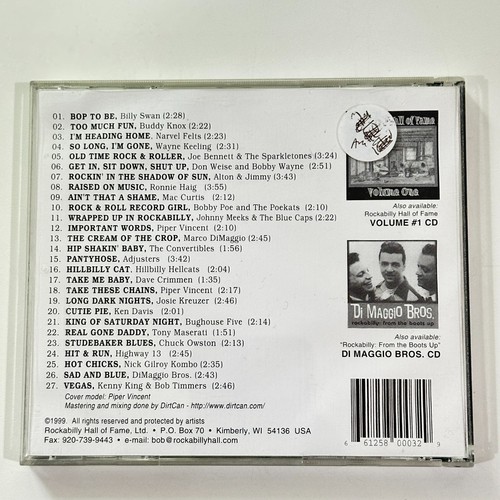 01. BOP TO BE, Billy Swan (2:28)
02. TOO MUCH FUN, Buddy Knox (2:22)
03. I'M HEADING HOME, Narvel Felts (2:23)
04. SO LONG, I'M GONE, Wayne Keeling (2:31)
05. OLD TIME ROCK & ROLLER, Joe Bennett & The Sparkletones (3:24)
06. GET IN, SIT DOWN, SHUT UP, Don Weise and Bobby Wayne (2:51)
07. ROCKIN' IN THE SHADOW OF SUN, Alton & Jimmy (3:43)
08. RAISED ON MUSIC, Ronnie Haig (3:55)
09. AIN'T THAT A SHAME, Mac Curtis (2:12)
10. ROCK & ROLL RECORD GIRL, Bobby Poe and The Poekats (2:10)
11. WRAPPED UP IN ROCKABILLY, Johnny Meeks & The Blue Caps (2:22)
12. IMPORTANT WORDS, Piper Vincent (2:10)
13. THE CREAM OF THE CROP, Marco DiMaggio (2:45)
14. HIP SHAKIN' BABY, The Convertibles (1:56)
15. PANTYHOSE, Adjusters (3:42)
16. HILLBILLY CAT, Hillbilly Hellcats (2:04)
17. TAKE ME BABY, Dave Crimmen (1:35)
18. TAKE THESE CHAINS, Piper Vincent (2:17)
19. LONG DARK NIGHTS, Josie Kreuzer (2:46)
20. CUTIE PIE, Ken Davis (2:01)
21. KING OF SATURDAY NIGHT, Bughouse Five (2:14)
22. REAL GONE DADDY, Tony Maserati (1:51)
23. STUDEBAKER BLUES, Chuck Owston (2:13)
24. HIT & RUN, Highway 13 (2:45)
25. HOT CHICKS, Nick Gilroy Kombo (2:35)
26. SAD AND BLUE, DiMaggio Bros. (2:43)
27. VEGAS, Kenny King & Bob Timmers (2:46)
Cover model: Piper Vincent
Mastering and mixing done by DirtCan - http://www.dirtcan.com/
©1999. All rights reserved and protected by artists
Rockabilly Hall of Fame, Ltd. • P.O. Box 70 • Kimberly, WI 54136 USA
Fax: 920-739-9443 • e-mail: bob@rockabillyhall.com
Hall of Fame
Volume One
Also available:
Rockabilly Hall of Fame
VOLUME #1 CD
DI MAGGIO BROS.
rockabilly: from the boots up
Also available:
"Rockabilly: From the Boots Up"
DI MAGGIO BROS. CD
6 61258 00032 9